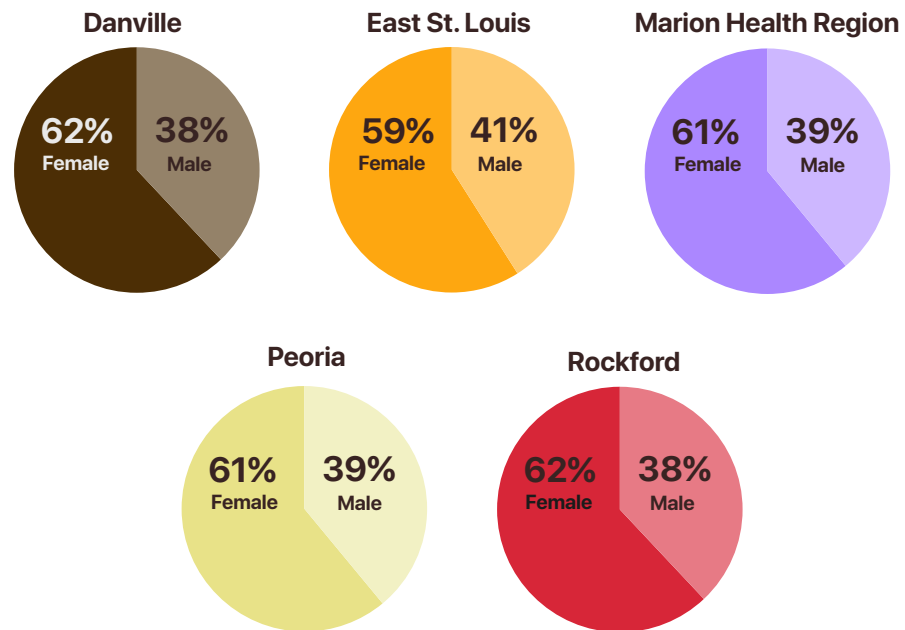 Danville
62%
Female
38%
Male
East St. Louis
59%
Female
41%
Male
Marion Health Region
61%
Female
39%
Male
Peoria
61%
Female
39%
Male
Rockford
62%
Female
38%
Male